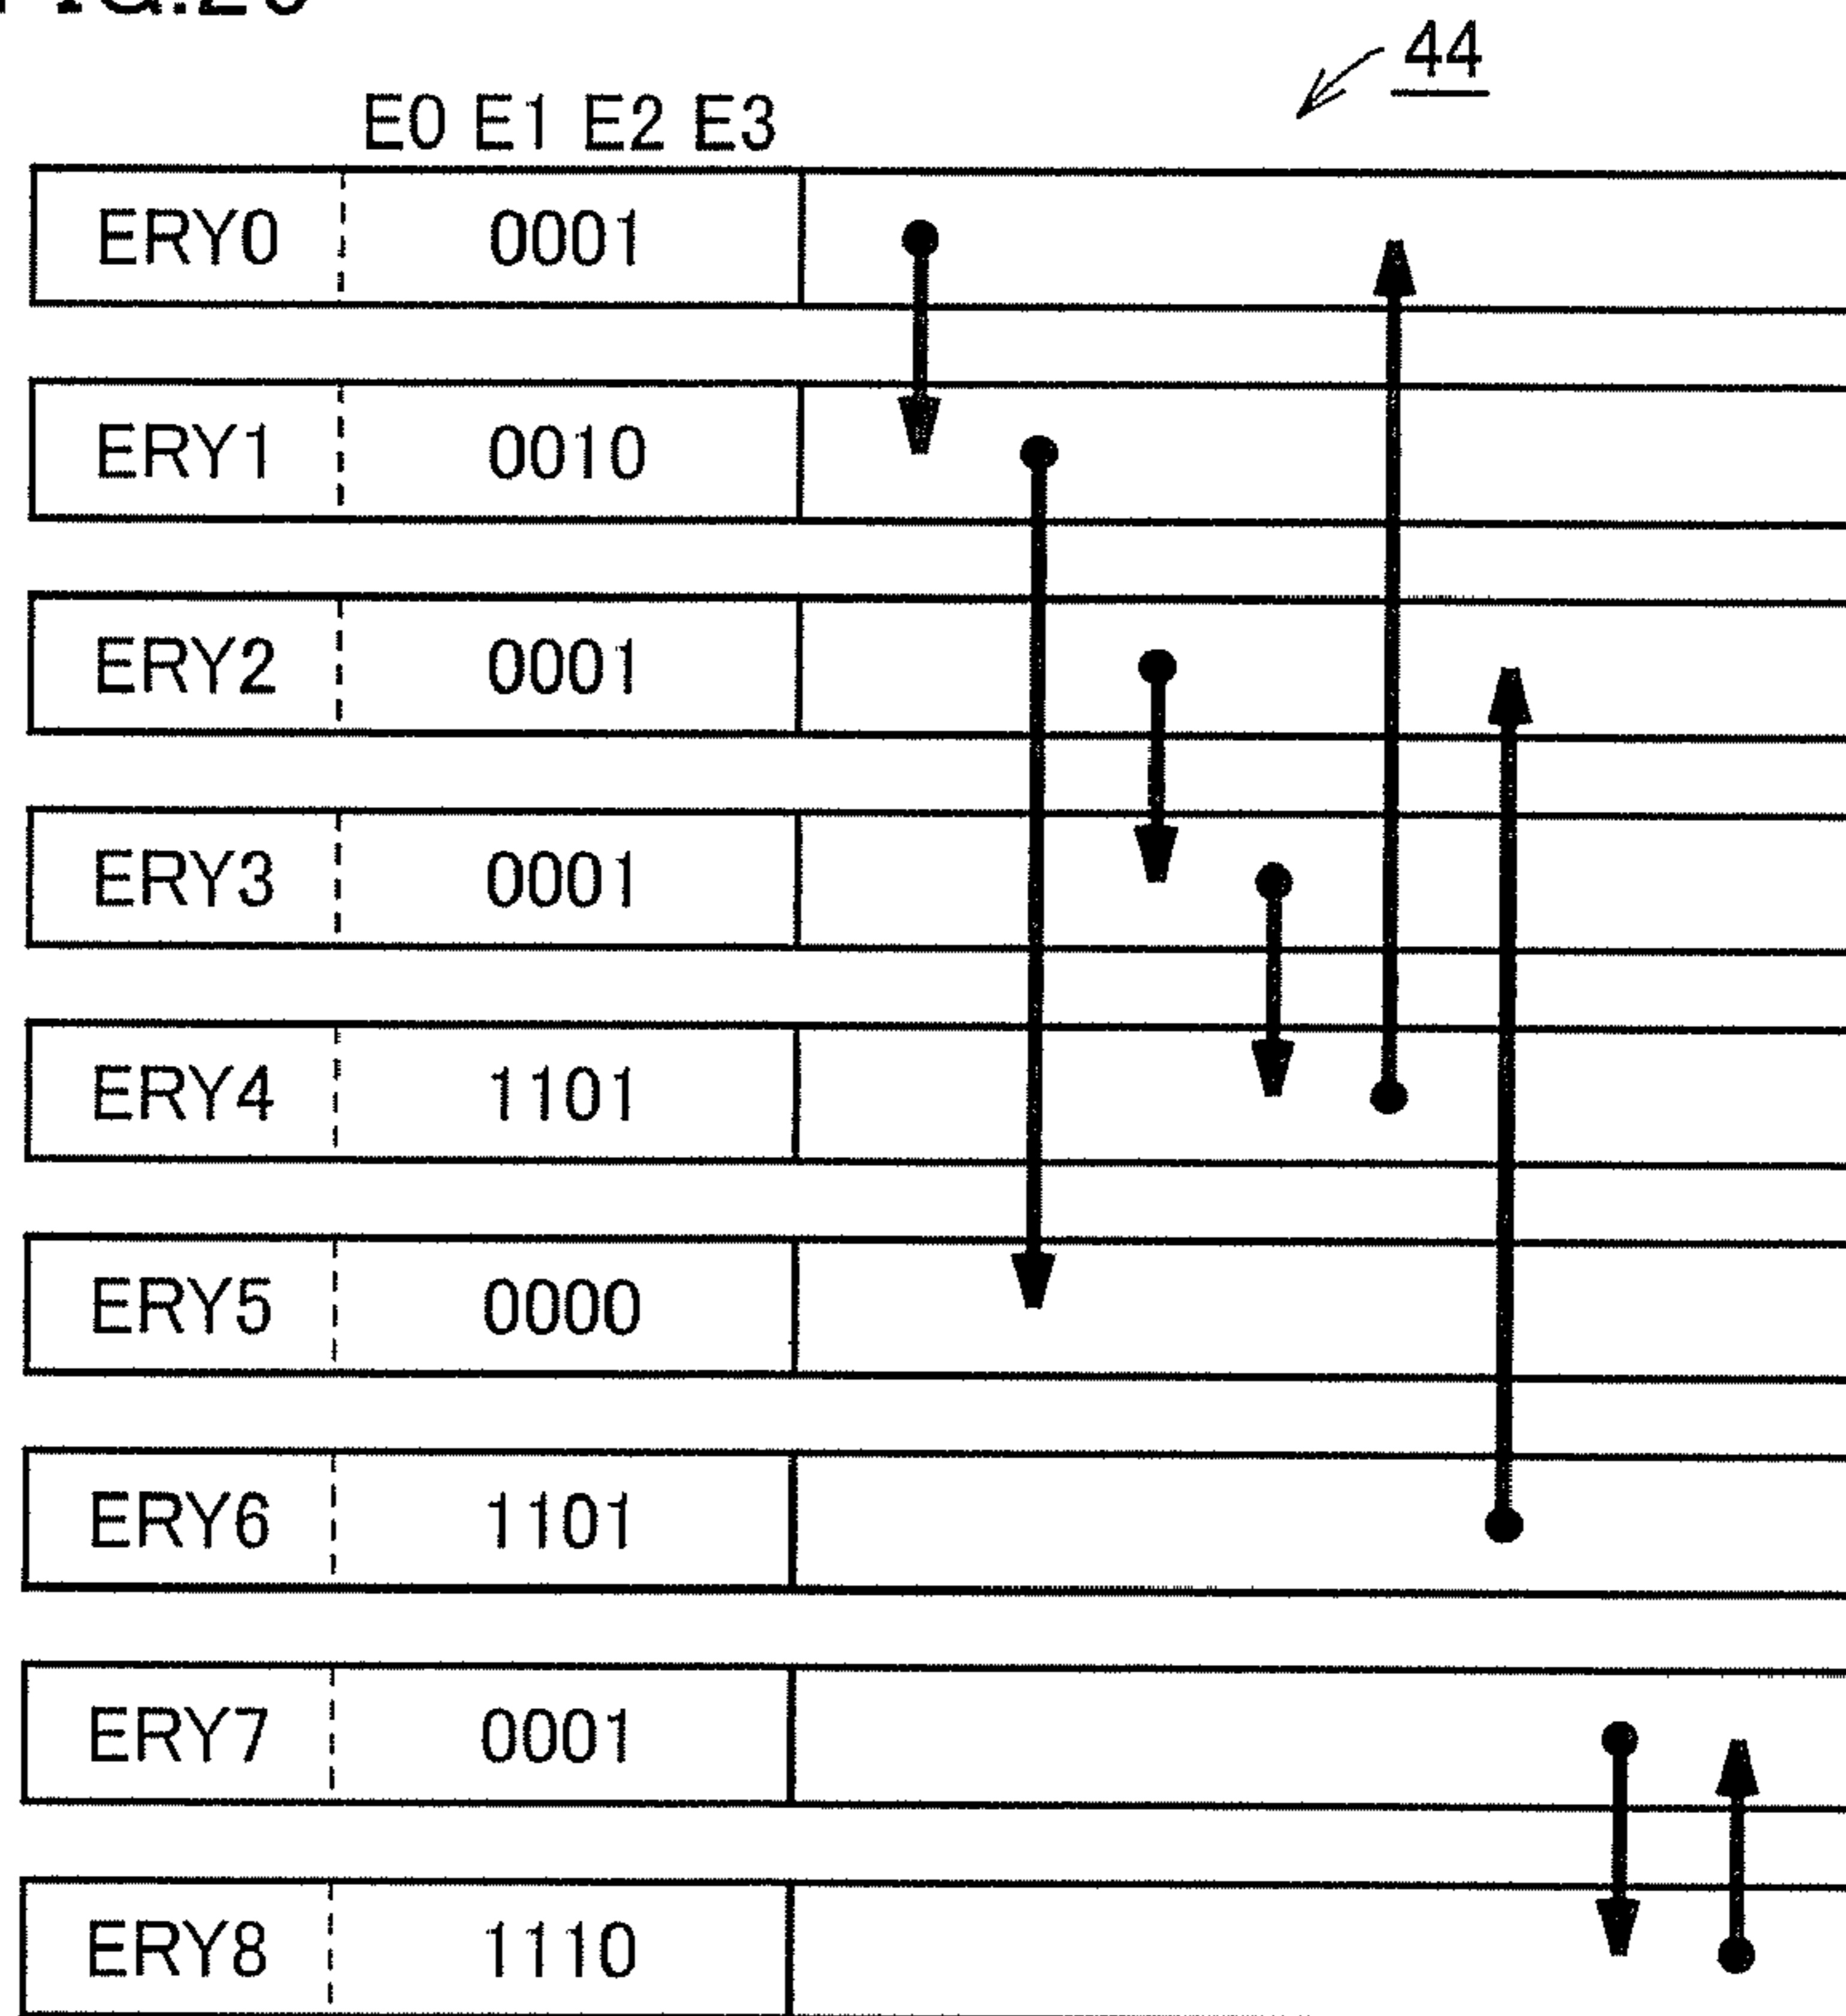 44
E0 E1 E2 E3
ERY0 0001
ERY1 0010
ERY2 0001
ERY3 0001
ERY4 1101
ERY5 0000
ERY6 1101
ERY7 0001
ERY8 1110